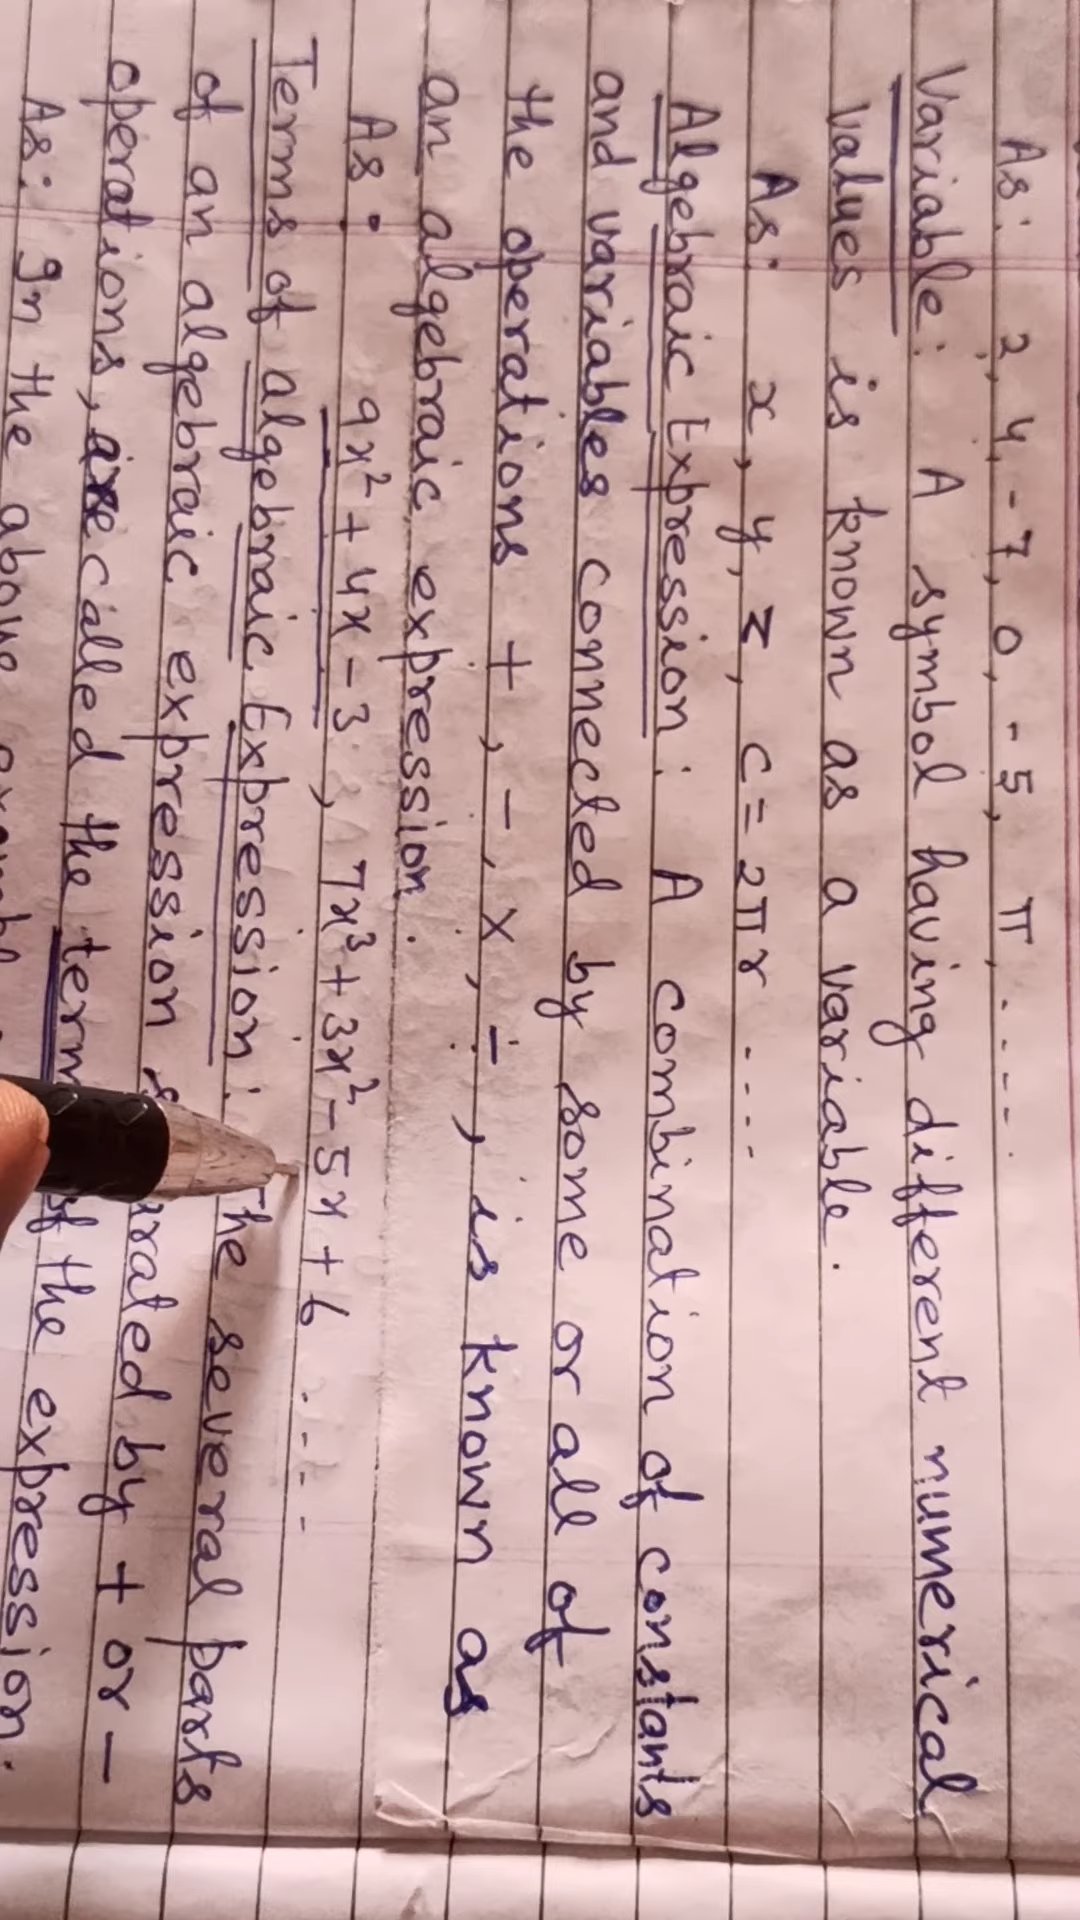 As: 2, 4, -7, 0, -5, π, .....
Variable: A symbol having different numerical
values is known as a variable.
As: x, y, z, c = 2πr ....
Algebraic Expression: A combination of constants
and variables connected by some or all of
the operations +, -, ×, ÷, is known as
an algebraic expression.
As: 9x² + 4x - 3, 7x³ + 3x² - 5x + 6 ....
Terms of algebraic Expression: The several parts
of an algebraic expression by + or -
operations, are called the of the expression.
As: In the above